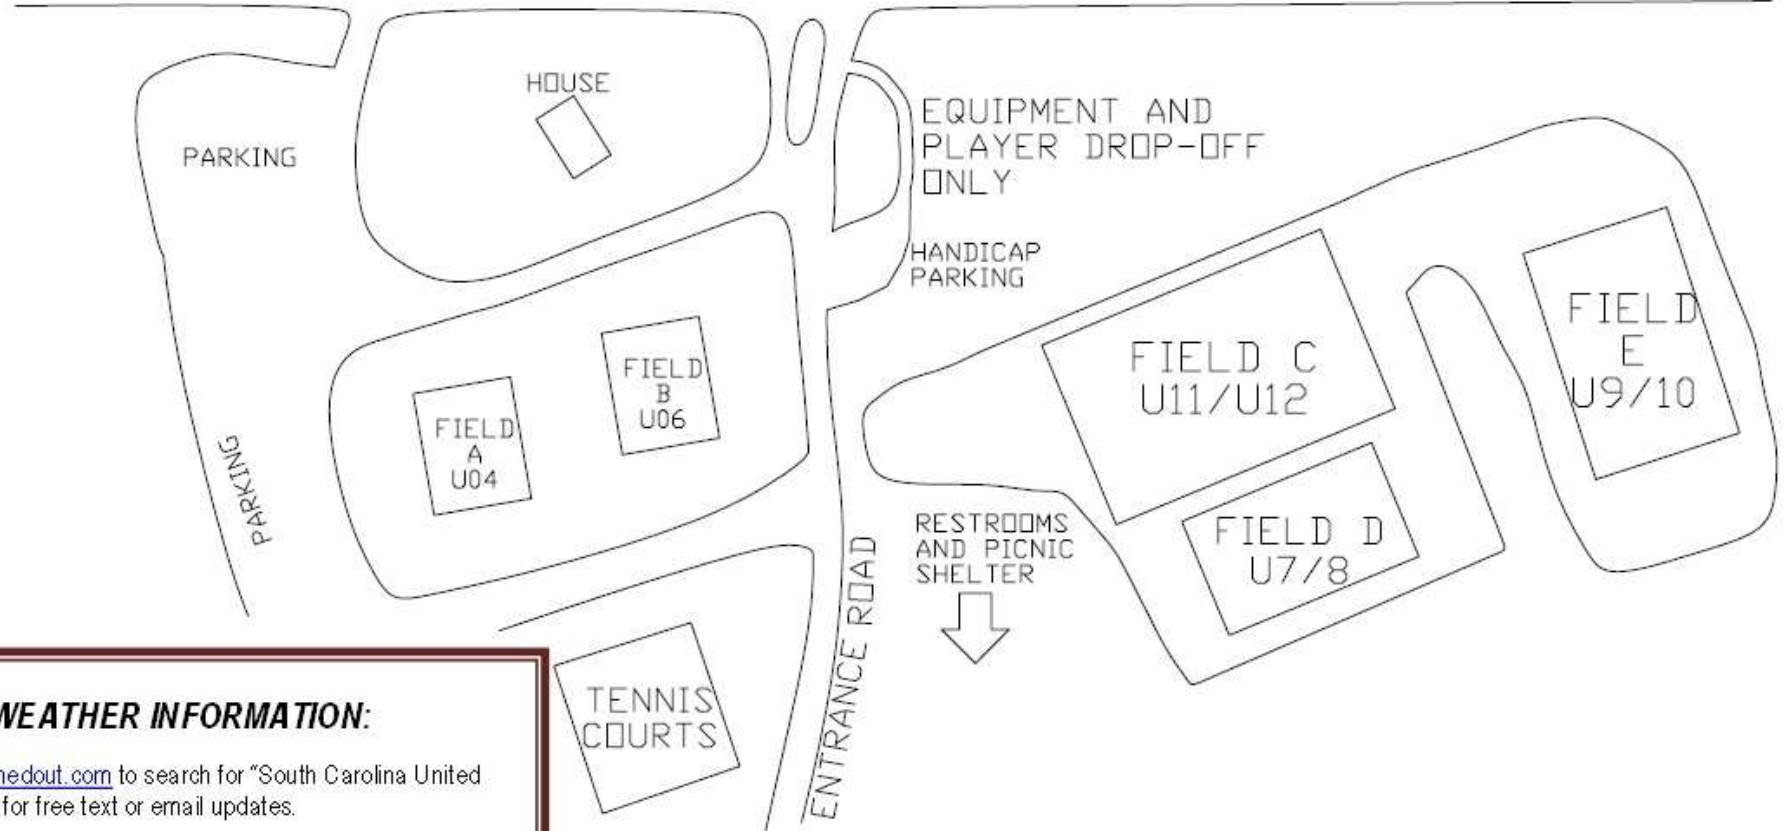 HOUSE
PARKING
EQUIPMENT AND
PLAYER DROP-OFF
ONLY
HANDICAP
PARKING
FIELD
B
U06
FIELD
A
U04
PARKING
FIELD C
U11/U12
FIELD
E
U9/10
FIELD D
U7/8
RESTROOMS
AND PICNIC
SHELTER
ENTRANCE ROAD
TENNIS
COURTS
WEATHER INFORMATION:
nedout.com to search for “South Carolina United
for free text or email updates.